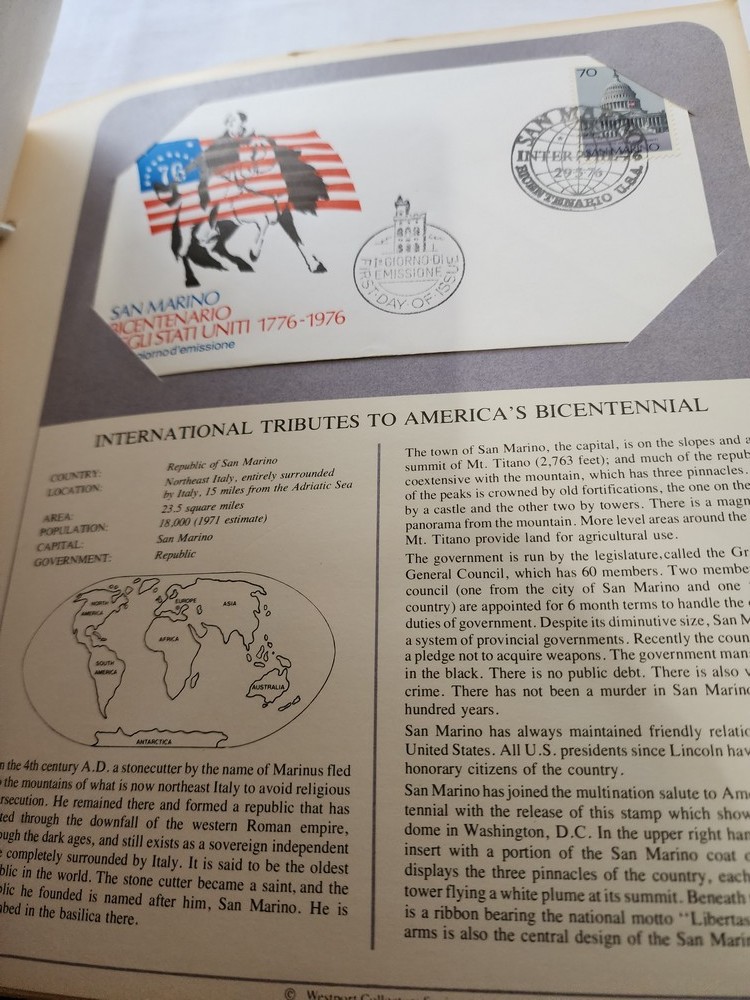 70
SAN MARINO
SAN MARINO
INTERPHIL 76
29.5.76
BICENTENARIO U.S.A.
76
1º GIORNO DI
EMISSIONE
FIRST·DAY·OF·ISSUE
SAN MARINO
BICENTENARIO
EGLI STATI UNITI 1776-1976
giorno d'emissione
INTERNATIONAL TRIBUTES TO AMERICA'S BICENTENNIAL
COUNTRY: Republic of San Marino
LOCATION: Northeast Italy, entirely surrounded
by Italy, 15 miles from the Adriatic Sea
AREA: 23.5 square miles
POPULATION: 18,000 (1971 estimate)
CAPITAL: San Marino
GOVERNMENT: Republic
NORTH
AMERICA
EUROPE
ASIA
AFRICA
SOUTH
AMERICA
AUSTRALIA
ANTARCTICA
n the 4th century A.D. a stonecutter by the name of Marinus fled
the mountains of what is now northeast Italy to avoid religious
rsecution. He remained there and formed a republic that has
ted through the downfall of the western Roman empire,
ough the dark ages, and still exists as a sovereign independent
completely surrounded by Italy. It is said to be the oldest
blic in the world. The stone cutter became a saint, and the
blic he founded is named after him, San Marino. He is
bed in the basilica there.
The town of San Marino, the capital, is on the slopes and a
summit of Mt. Titano (2,763 feet); and much of the repub
coextensive with the mountain, which has three pinnacles.
of the peaks is crowned by old fortifications, the one on the
by a castle and the other two by towers. There is a magn
panorama from the mountain. More level areas around the
Mt. Titano provide land for agricultural use.
The government is run by the legislature, called the Gr
General Council, which has 60 members. Two membe
council (one from the city of San Marino and one
country) are appointed for 6 month terms to handle the
duties of government. Despite its diminutive size, San M
a system of provincial governments. Recently the coun
a pledge not to acquire weapons. The government man
in the black. There is no public debt. There is also v
crime. There has not been a murder in San Marino
hundred years.
San Marino has always maintained friendly relatio
United States. All U.S. presidents since Lincoln hav
honorary citizens of the country.
San Marino has joined the multination salute to Ame
tennial with the release of this stamp which show
dome in Washington, D.C. In the upper right han
insert with a portion of the San Marino coat o
displays the three pinnacles of the country, each
tower flying a white plume at its summit. Beneath
is a ribbon bearing the national motto "Libertas
arms is also the central design of the San Marin
© Westport